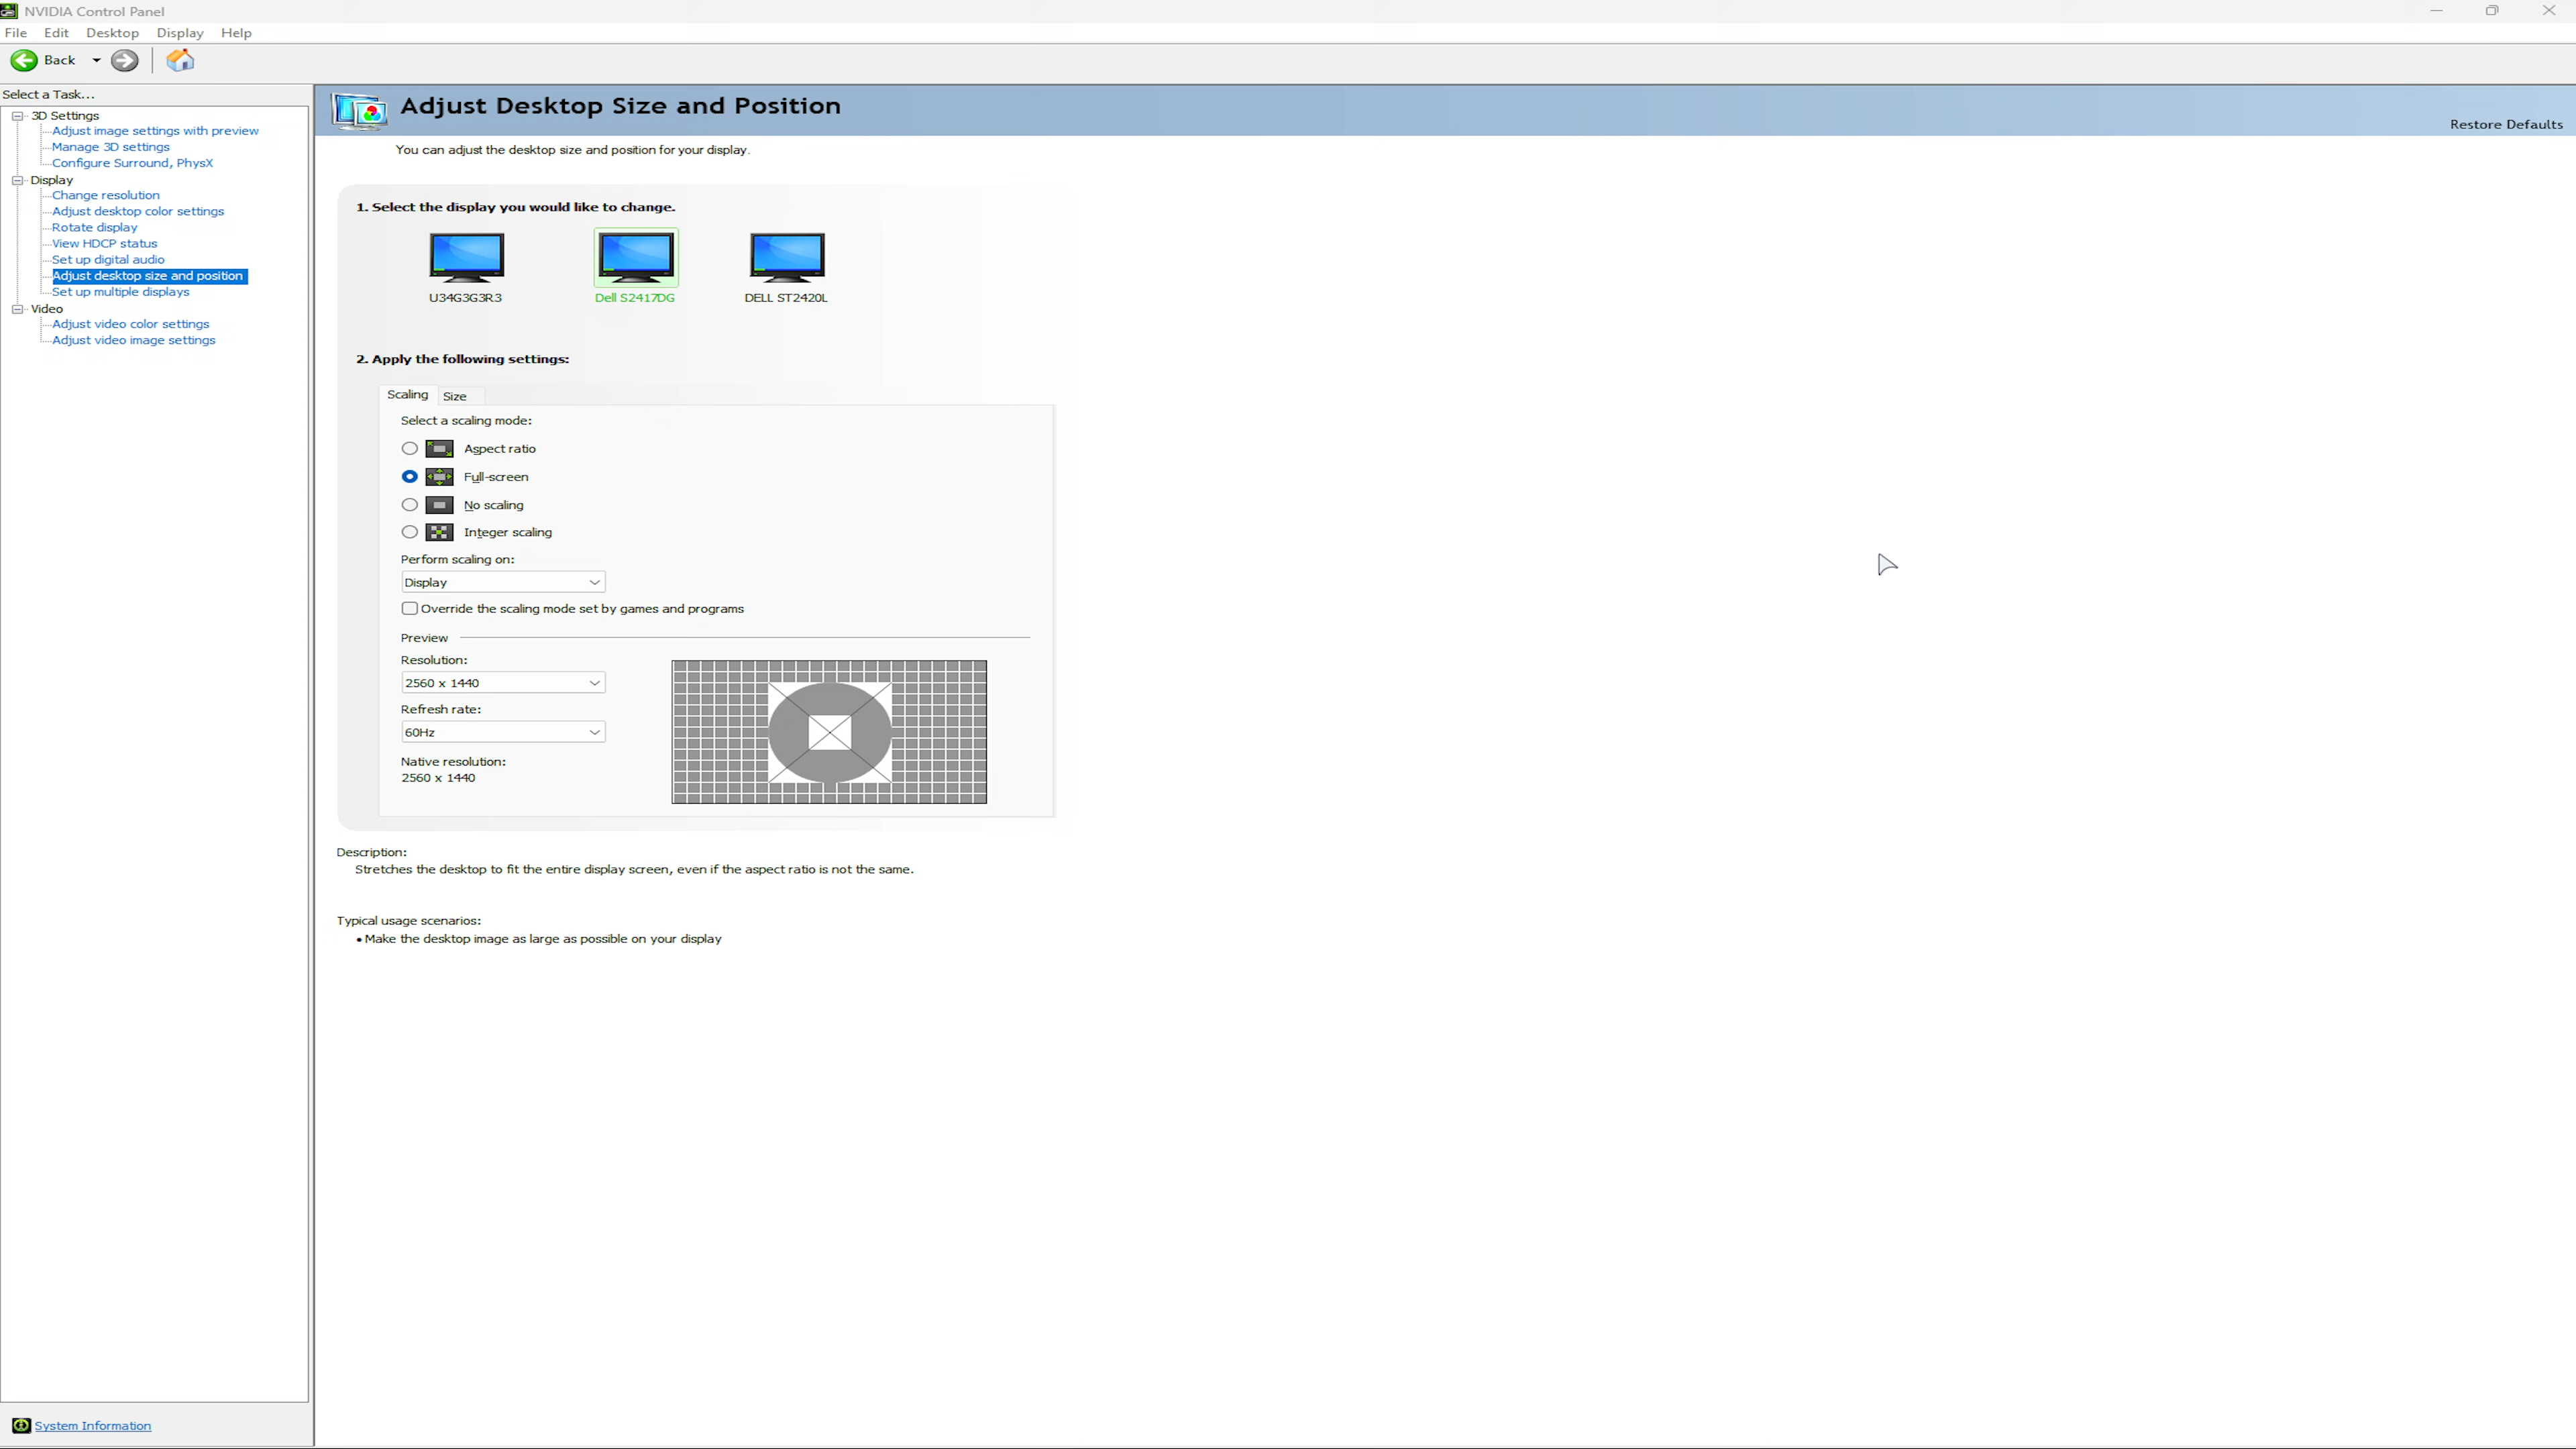 NVIDIA Control Panel
File Edit Desktop Display Help
Back
Select a Task...
3D Settings
Adjust image settings with preview
Manage 3D settings
Configure Surround, PhysX
Display
Change resolution
Adjust desktop color settings
Rotate display
View HDCP status
Set up digital audio
Adjust desktop size and position
Set up multiple displays
Video
Adjust video color settings
Adjust video image settings
System Information
Adjust Desktop Size and Position
Restore Defaults
You can adjust the desktop size and position for your display.
1. Select the display you would like to change.
U34G3G3R3 Dell S2417DG DELL ST2420L
2. Apply the following settings:
Scaling Size
Select a scaling mode:
Aspect ratio
Full-screen
No scaling
Integer scaling
Perform scaling on:
Display
Override the scaling mode set by games and programs
Preview
Resolution:
2560 x 1440
Refresh rate:
60Hz
Native resolution:
2560 x 1440
Description:
Stretches the desktop to fit the entire display screen, even if the aspect ratio is not the same.
Typical usage scenarios:
• Make the desktop image as large as possible on your display